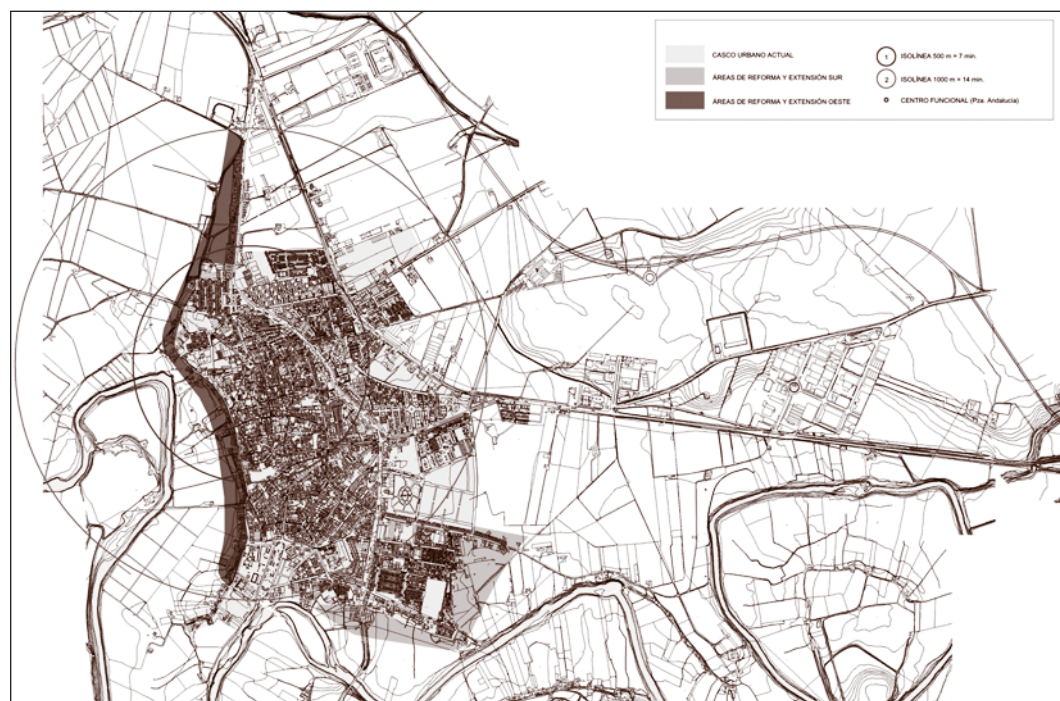 CASCO URBANO ACTUAL
ÁREAS DE REFORMA Y EXTENSIÓN SUR
ÁREAS DE REFORMA Y EXTENSIÓN OESTE
1 ISOLÍNEA 500 m = 7 min.
2 ISOLÍNEA 1000 m = 14 min.
CENTRO FUNCIONAL (Pza. Andalucía)